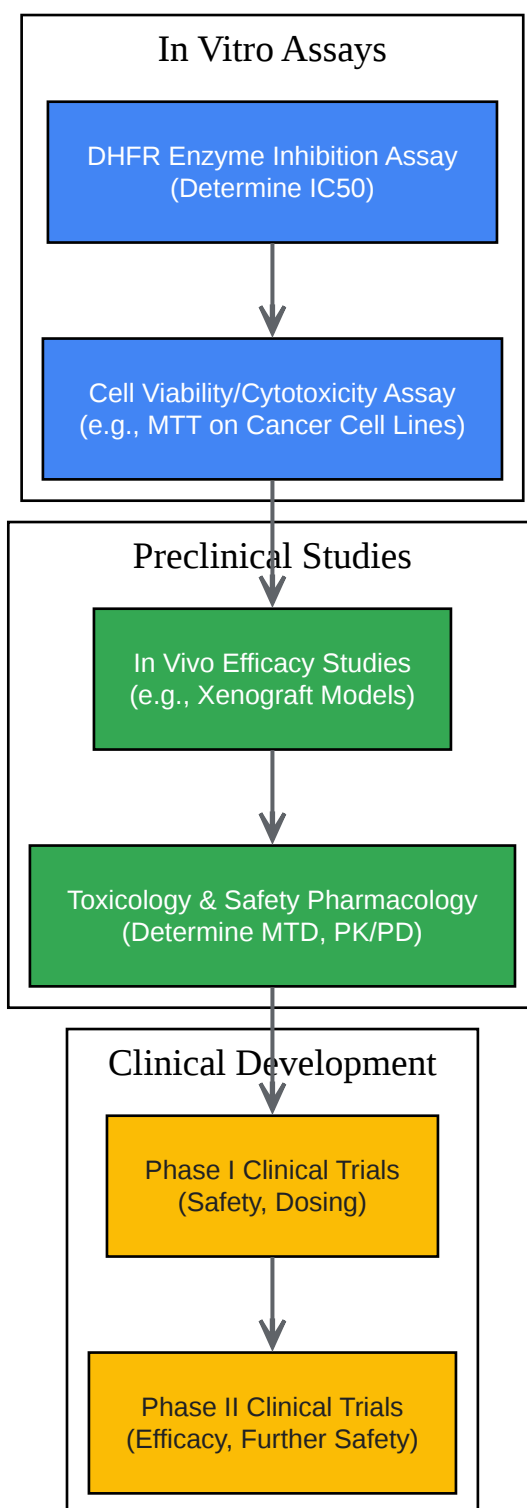 In Vitro Assays
DHFR Enzyme Inhibition Assay
(Determine IC50)
Cell Viability/Cytotoxicity Assay
(e.g., MTT on Cancer Cell Lines)
Preclinical Studies
In Vivo Efficacy Studies
(e.g., Xenograft Models)
Toxicology & Safety Pharmacology
(Determine MTD, PK/PD)
Clinical Development
Phase I Clinical Trials
(Safety, Dosing)
Phase II Clinical Trials
(Efficacy, Further Safety)